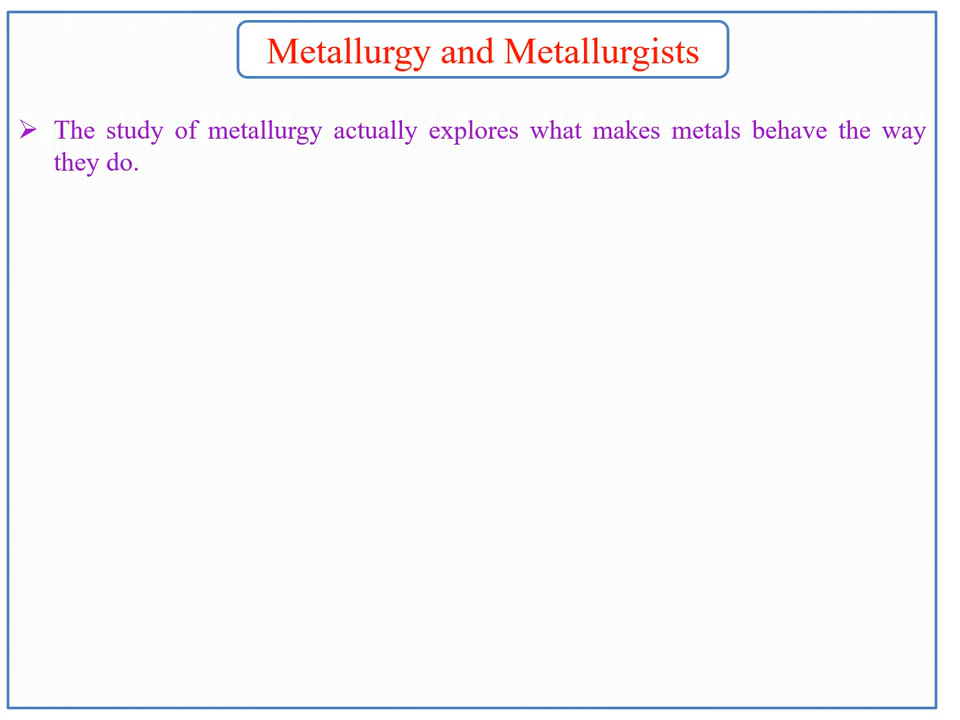 Metallurgy and Metallurgists
➢ The study of metallurgy actually explores what makes metals behave the way
they do.